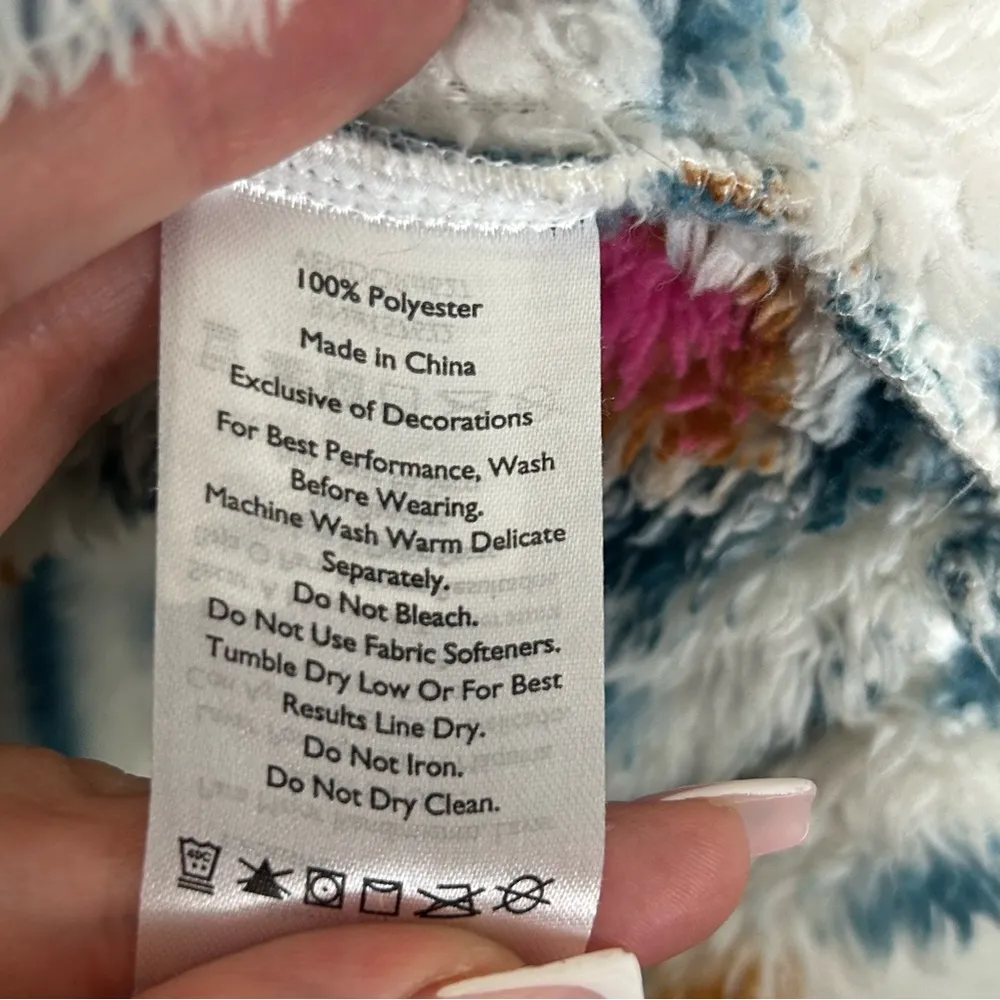 100% Polyester
Made in China
Exclusive of Decorations
For Best Performance, Wash
Before Wearing.
Machine Wash Warm Delicate
Separately.
Do Not Bleach.
Do Not Use Fabric Softeners.
Tumble Dry Low Or For Best
Results Line Dry.
Do Not Iron.
Do Not Dry Clean.
40C